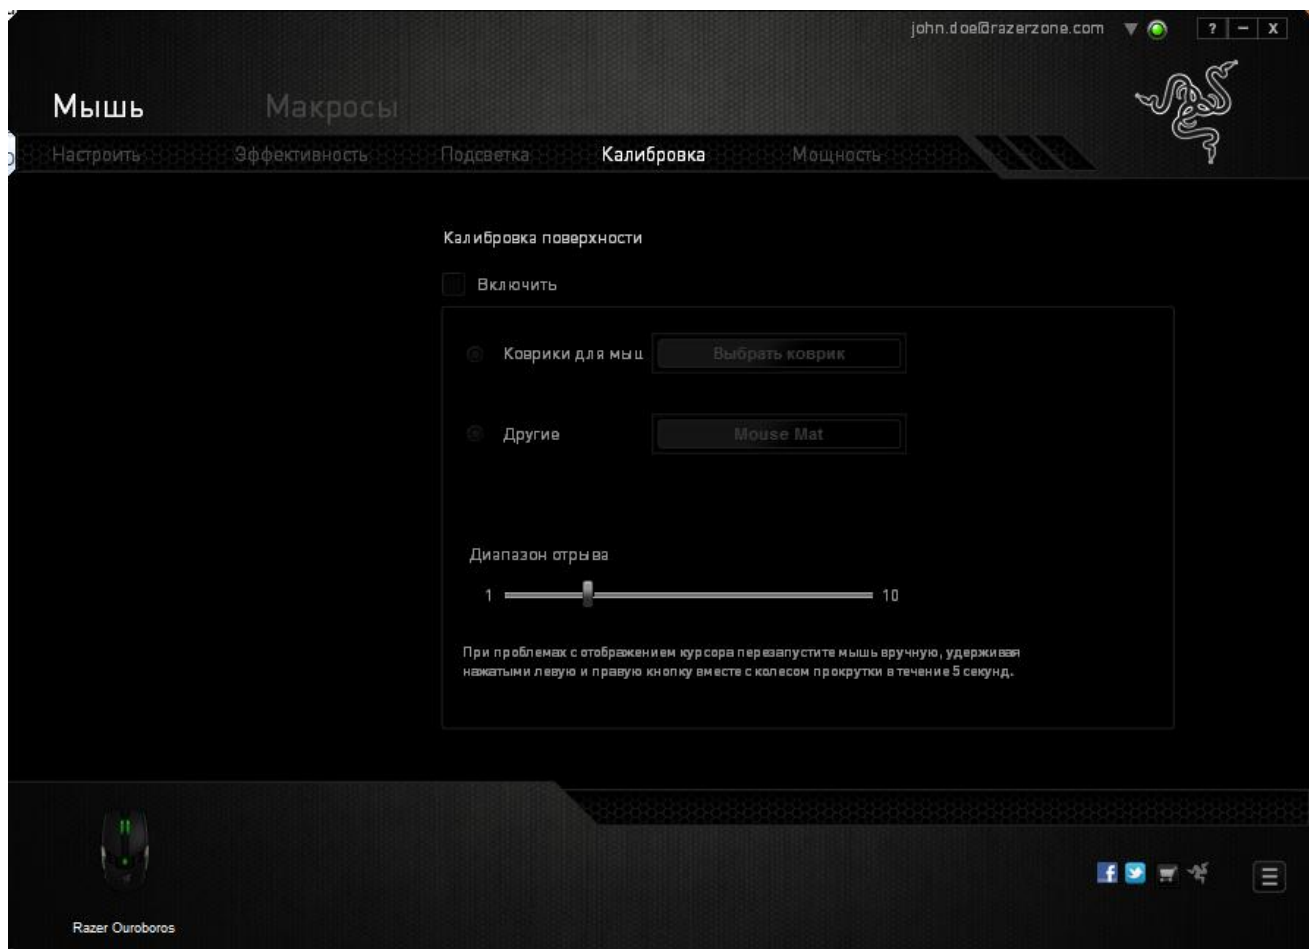 john.doe@razerzone.com
? – X
Мышь Макросы
Настроить Эффективность Подсветка Калибровка Мощность
Калибровка поверхности
Включить
Коврики для мыш Выбрать коврик
Другие Mouse Mat
Диапазон отрыва
1 10
При проблемах с отображением курсора перезапустите мышь вручную, удерживая
нажатыми левую и правую кнопку вместе с колесом прокрутки в течение 5 секунд.
Razer Ouroboros